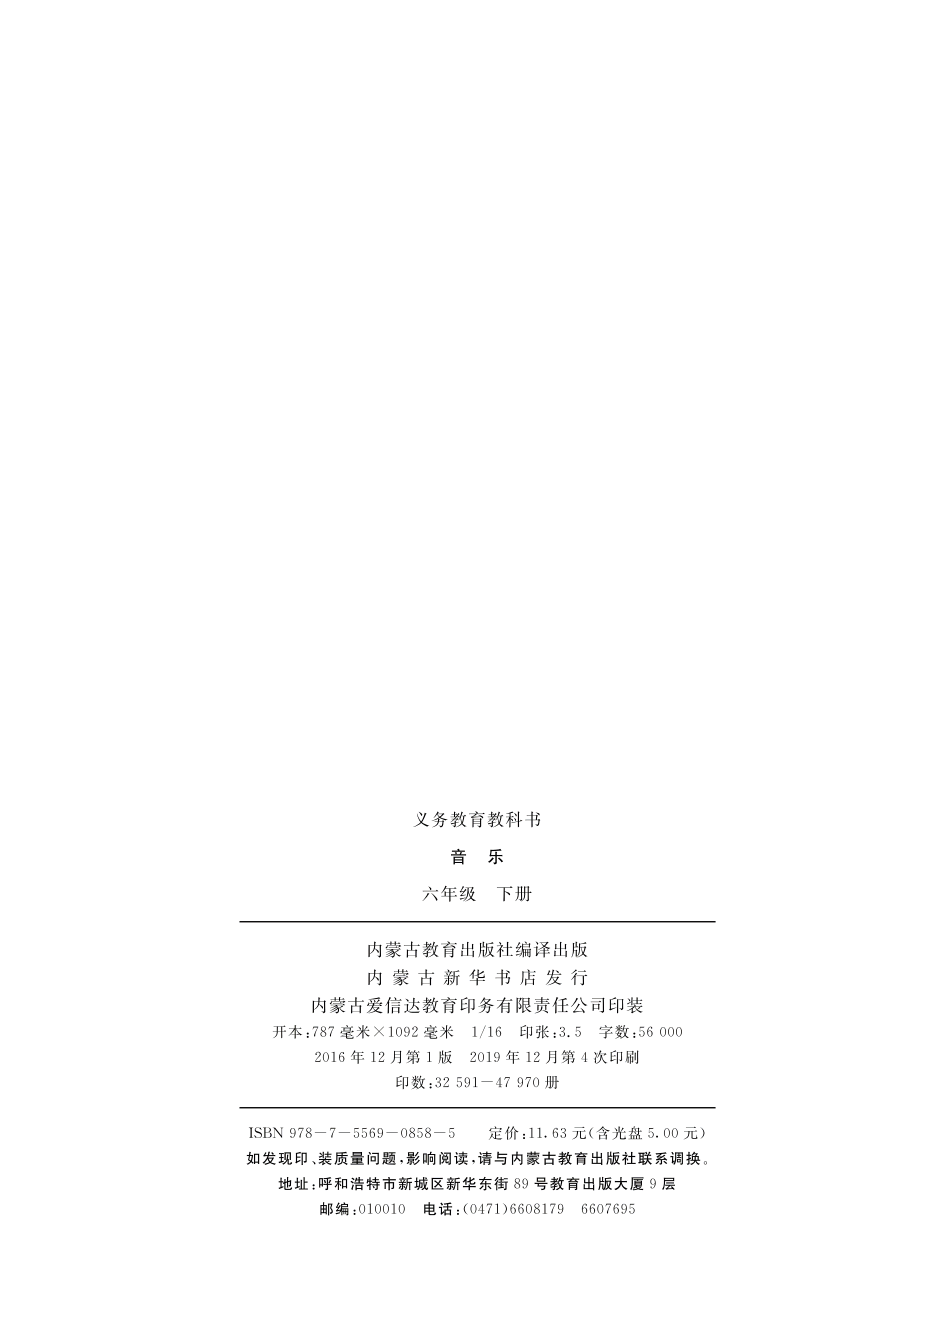 义务教育教科书
音　乐
六年级　下册
内蒙古教育出版社编译出版
内 蒙 古 新 华 书 店 发 行
内蒙古爱信达教育印务有限责任公司印装
开本:787 毫米×1092 毫米　1/16　印张:3.5　字数:56 000
2016 年 12 月第 1 版　2019 年 12 月第 4 次印刷
印数:32 591－47 970 册
ISBN 978－7－5569－0858－5　　定价:11.63 元(含光盘 5.00 元)
如发现印、装质量问题,影响阅读,请与内蒙古教育出版社联系调换。
地址:呼和浩特市新城区新华东街 89 号教育出版大厦 9 层
邮编:010010　电话:(0471)6608179　6607695